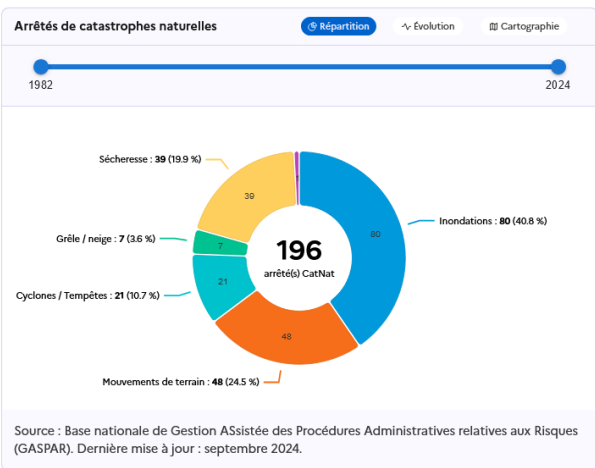 Arrêtés de catastrophes naturelles
Répartition
Évolution
Cartographie
1982
2024
Sécheresse : 39 (19.9 %)
39
80
Inondations : 80 (40.8 %)
Grêle / neige : 7 (3.6 %)
7
196
arrêté(s) CatNat
Cyclones / Tempêtes : 21 (10.7 %)
21
48
Mouvements de terrain : 48 (24.5 %)
Source : Base nationale de Gestion ASsistée des Procédures Administratives relatives aux Risques
(GASPAR). Dernière mise à jour : septembre 2024.